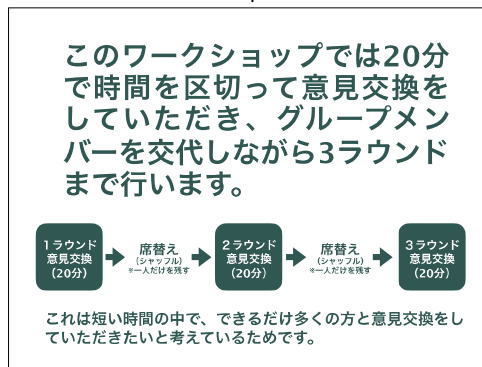 このワークショップでは20分
で時間を区切って意見交換を
していただき、グループメン
バーを交代しながら3ラウンド
まで行います。
1ラウンド
意見交換
（20分）
席替え
（シャッフル）
※一人だけを残す
2ラウンド
意見交換
（20分）
席替え
（シャッフル）
※一人だけを残す
3ラウンド
意見交換
（20分）
これは短い時間の中で、できるだけ多くの方と意見交換をし
ていただきたいと考えているためです。